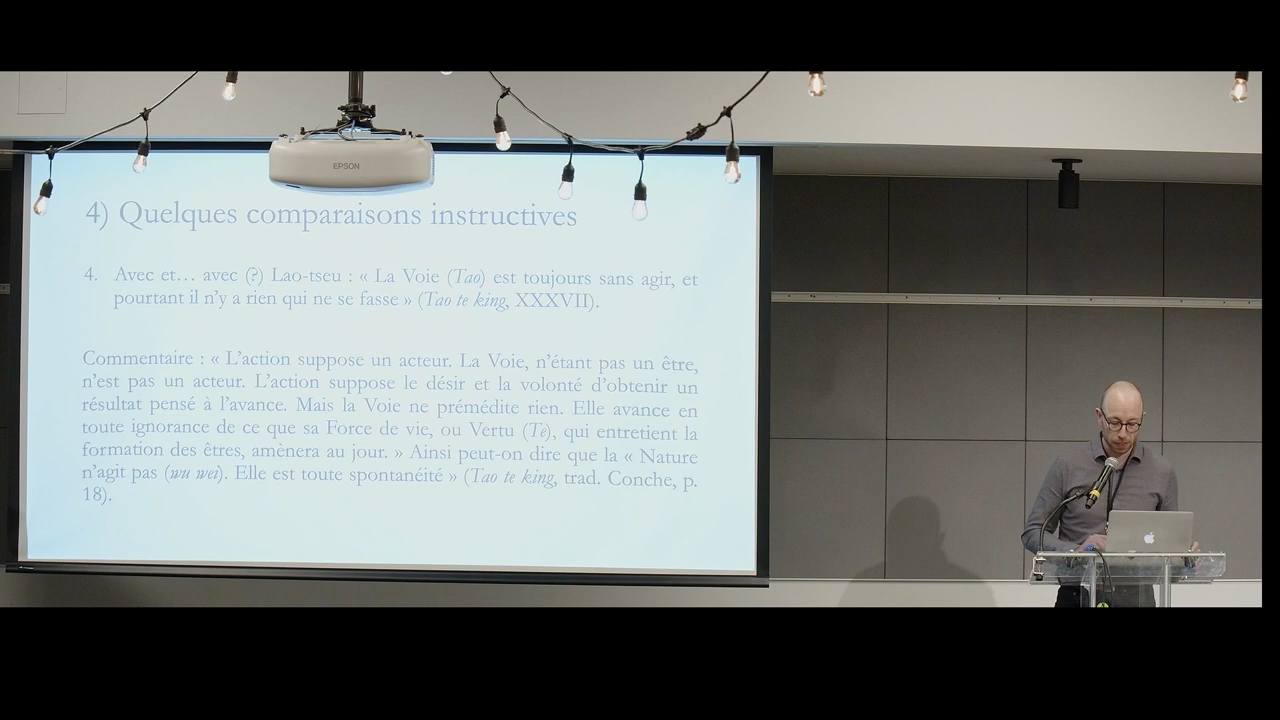 EPSON
4) Quelques comparaisons instructives
4. Avec et… avec (?) Lao-tseu : « La Voie (Tao) est toujours sans agir, et
pourtant il n’y a rien qui ne se fasse » (Tao te king, XXXVII).
Commentaire : « L’action suppose un acteur. La Voie, n’étant pas un être,
n’est pas un acteur. L’action suppose le désir et la volonté d’obtenir un
résultat pensé à l’avance. Mais la Voie ne prémédite rien. Elle avance en
toute ignorance de ce que sa Force de vie, ou Vertu (Te), qui entretient la
formation des êtres, amènera au jour. » Ainsi peut-on dire que la « Nature
n’agit pas (wu wei). Elle est toute spontanéité » (Tao te king, trad. Conche, p.
18).